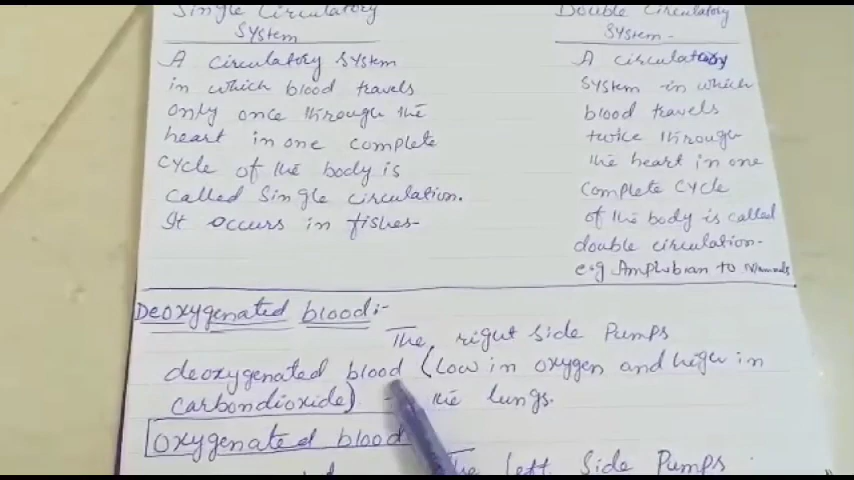 Single Circulatory
System
A circulatory System
in which blood travels
only once through the
heart in one complete
cycle of the body is
called Single circulation.
It occurs in fishes-
Double Circulatory
System-
A circulatory
System in which
blood travels
twice through
the heart in one
Complete Cycle
of the body is called
double circulation-
e.g Amphibian to Mammals
Deoxygenated blood:-
The right side Pumps
deoxygenated blood (Low in oxygen and higer in
carbondioxide) the lungs.
Oxygenated blood
The left Side Pumps